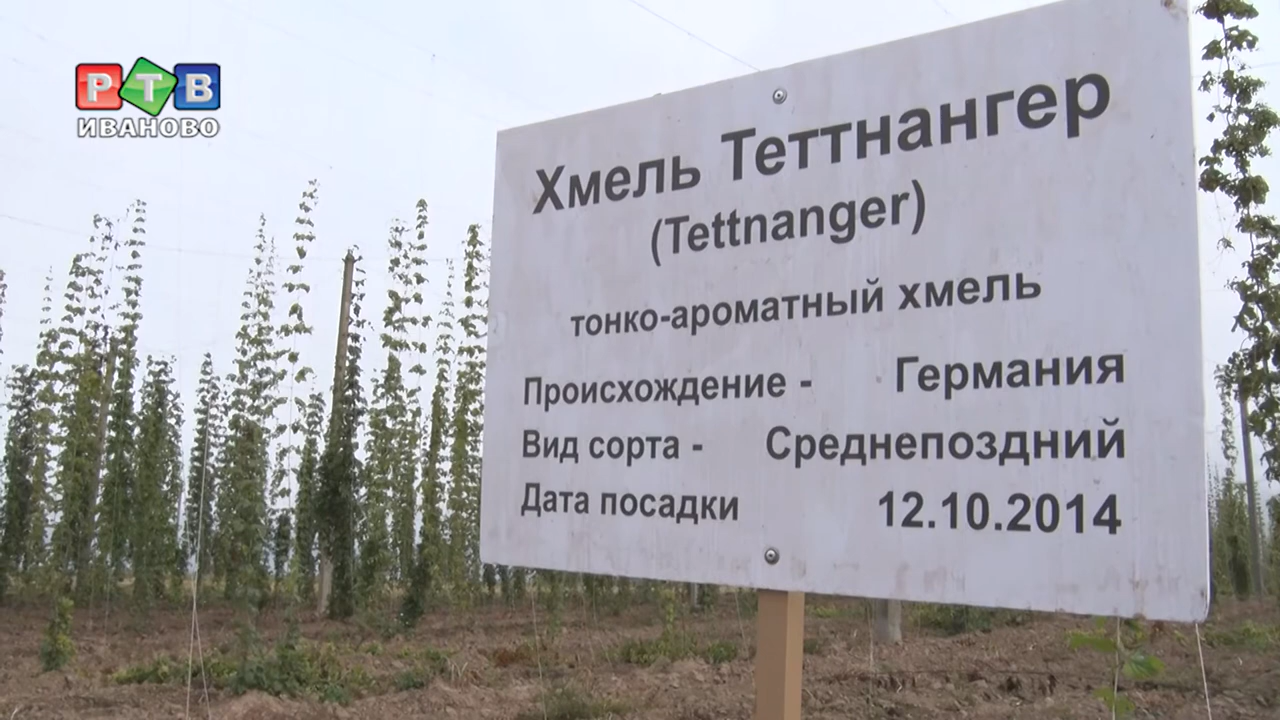 РТВ
ИВАНОВО
Хмель Теттнангер
(Tettnanger)
тонко-ароматный хмель
Происхождение - Германия
Вид сорта - Среднепоздний
Дата посадки 12.10.2014